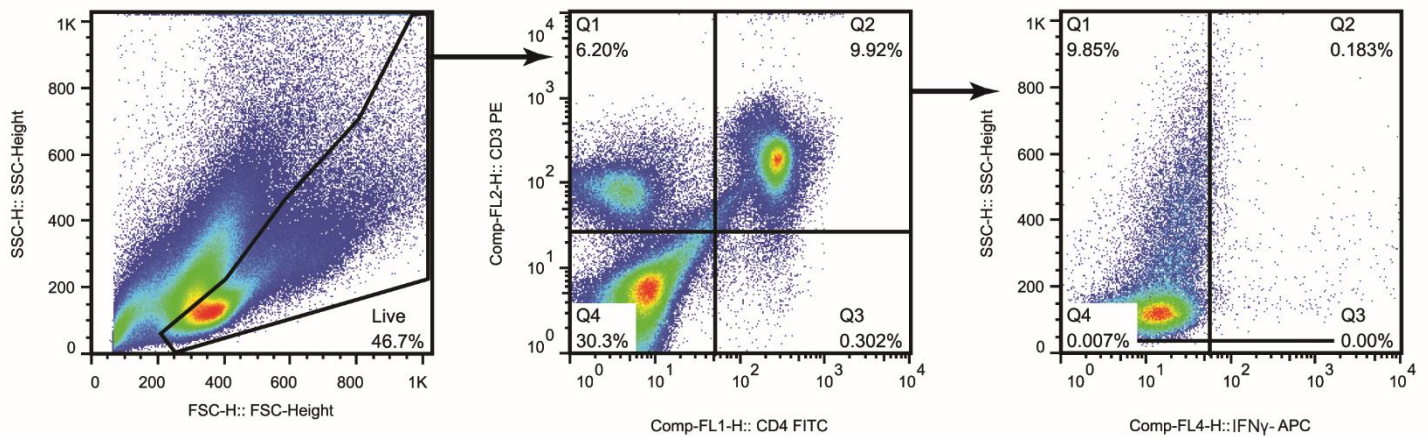 1K
800
600
400
200
0
SSC-H:: SSC-Height
Live
46.7%
0 200 400 600 800 1K
FSC-H:: FSC-Height
Q1
6.20%
Q2
9.92%
10⁴
10³
10²
10¹
10⁰
Comp-FL2-H:: CD3 PE
Q4
30.3%
Q3
0.302%
10⁰ 10¹ 10² 10³ 10⁴
Comp-FL1-H:: CD4 FITC
Q1
9.85%
Q2
0.183%
1K
800
600
400
200
0
SSC-H:: SSC-Height
Q4
0.007%
Q3
0.00%
10⁰ 10¹ 10² 10³ 10⁴
Comp-FL4-H:: IFNγ- APC